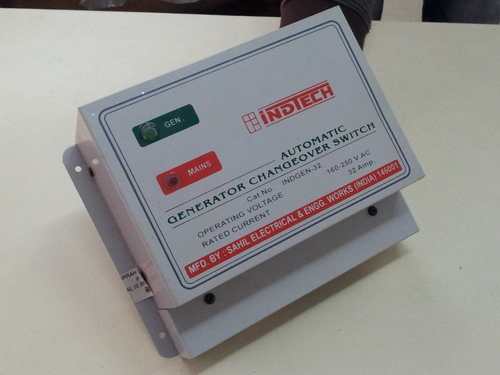 GEN.
INDTECH
MAINS
AUTOMATIC
GENERATOR CHANGEOVER SWITCH
Cat No INDGEN-32
OPERATING VOLTAGE 160-250 V AC
RATED CURRENT 32 Amp.
MFD. BY : SAHIL ELECTRICAL & ENGG. WORKS (INDIA) 146001